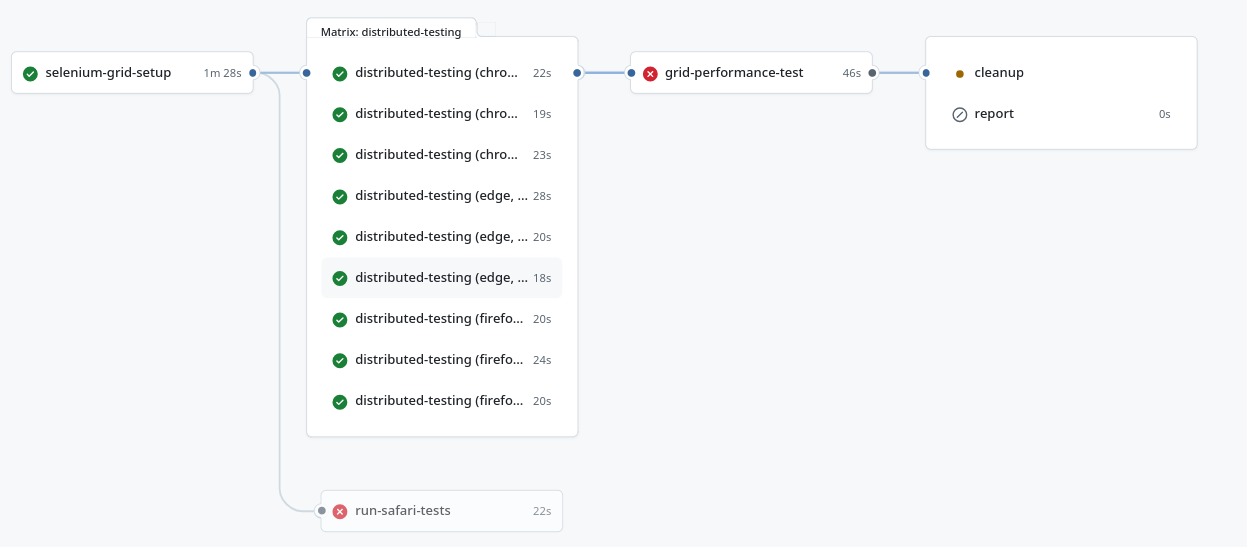 Matrix: distributed-testing
selenium-grid-setup 1m 28s
distributed-testing (chro... 22s
distributed-testing (chro... 19s
distributed-testing (chro... 23s
distributed-testing (edge, ... 28s
distributed-testing (edge, ... 20s
distributed-testing (edge, ... 18s
distributed-testing (firefo... 20s
distributed-testing (firefo... 24s
distributed-testing (firefo... 20s
run-safari-tests 22s
grid-performance-test 46s
cleanup
report 0s